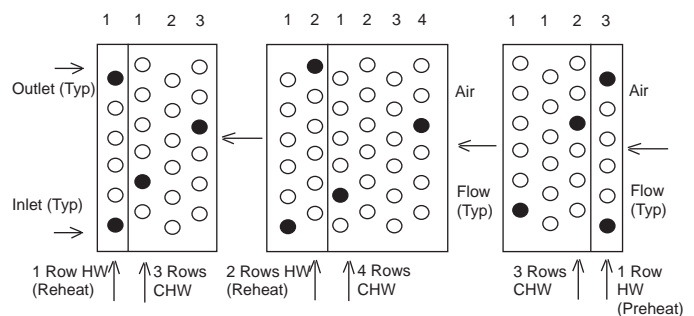 1 1 2 3
1 2 1 2 3 4
1 1 2 3
Outlet (Typ)
Inlet (Typ)
Air
Flow
(Typ)
Air
Flow
(Typ)
1 Row HW
(Reheat)
3 Rows
CHW
2 Rows HW
(Reheat)
4 Rows
CHW
3 Rows
CHW
1 Row
HW
(Preheat)